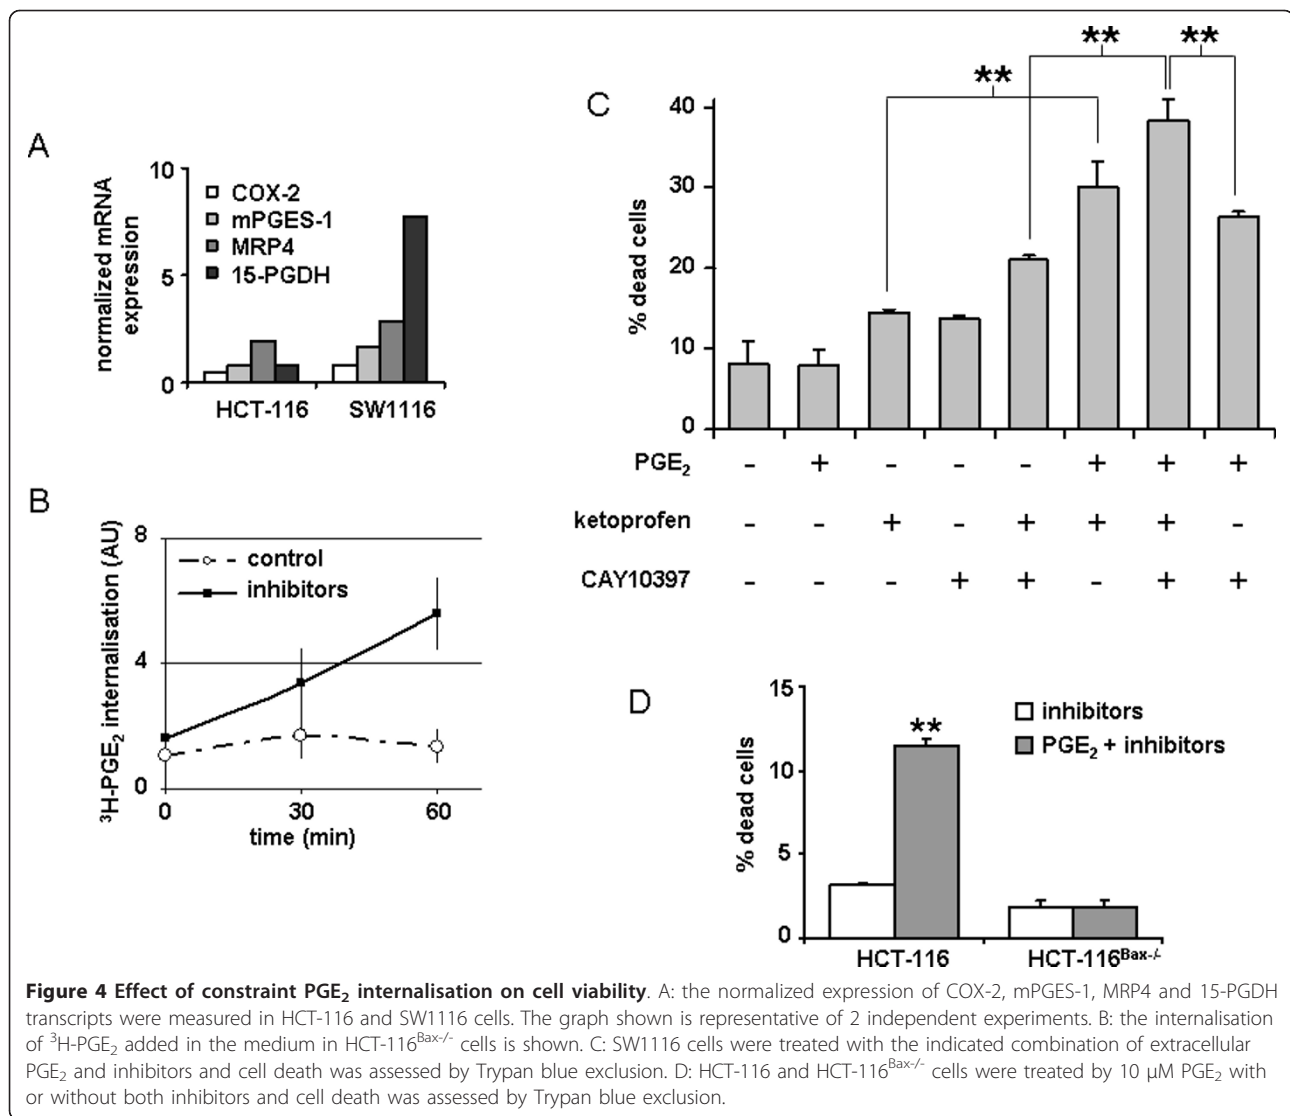 A
normalized mRNA
expression
10
5
0
COX-2
mPGES-1
MRP4
15-PGDH
HCT-116
SW1116
B
³H-PGE₂ internalisation (AU)
8
4
0
control
inhibitors
0
30
60
time (min)
C
** ** **
% dead cells
40
30
20
10
0
PGE₂ - + - - - + + +
ketoprofen - - + - + + + -
CAY10397 - - - + + - + +
D
% dead cells
15
10
5
0
**
inhibitors
PGE₂ + inhibitors
HCT-116
HCT-116^Bax-/-
Figure 4 Effect of constraint PGE₂ internalisation on cell viability. A: the normalized expression of COX-2, mPGES-1, MRP4 and 15-PGDH
transcripts were measured in HCT-116 and SW1116 cells. The graph shown is representative of 2 independent experiments. B: the internalisation
of ³H-PGE₂ added in the medium in HCT-116^Bax-/- cells is shown. C: SW1116 cells were treated with the indicated combination of extracellular
PGE₂ and inhibitors and cell death was assessed by Trypan blue exclusion. D: HCT-116 and HCT-116^Bax-/- cells were treated by 10 μM PGE₂ with
or without both inhibitors and cell death was assessed by Trypan blue exclusion.